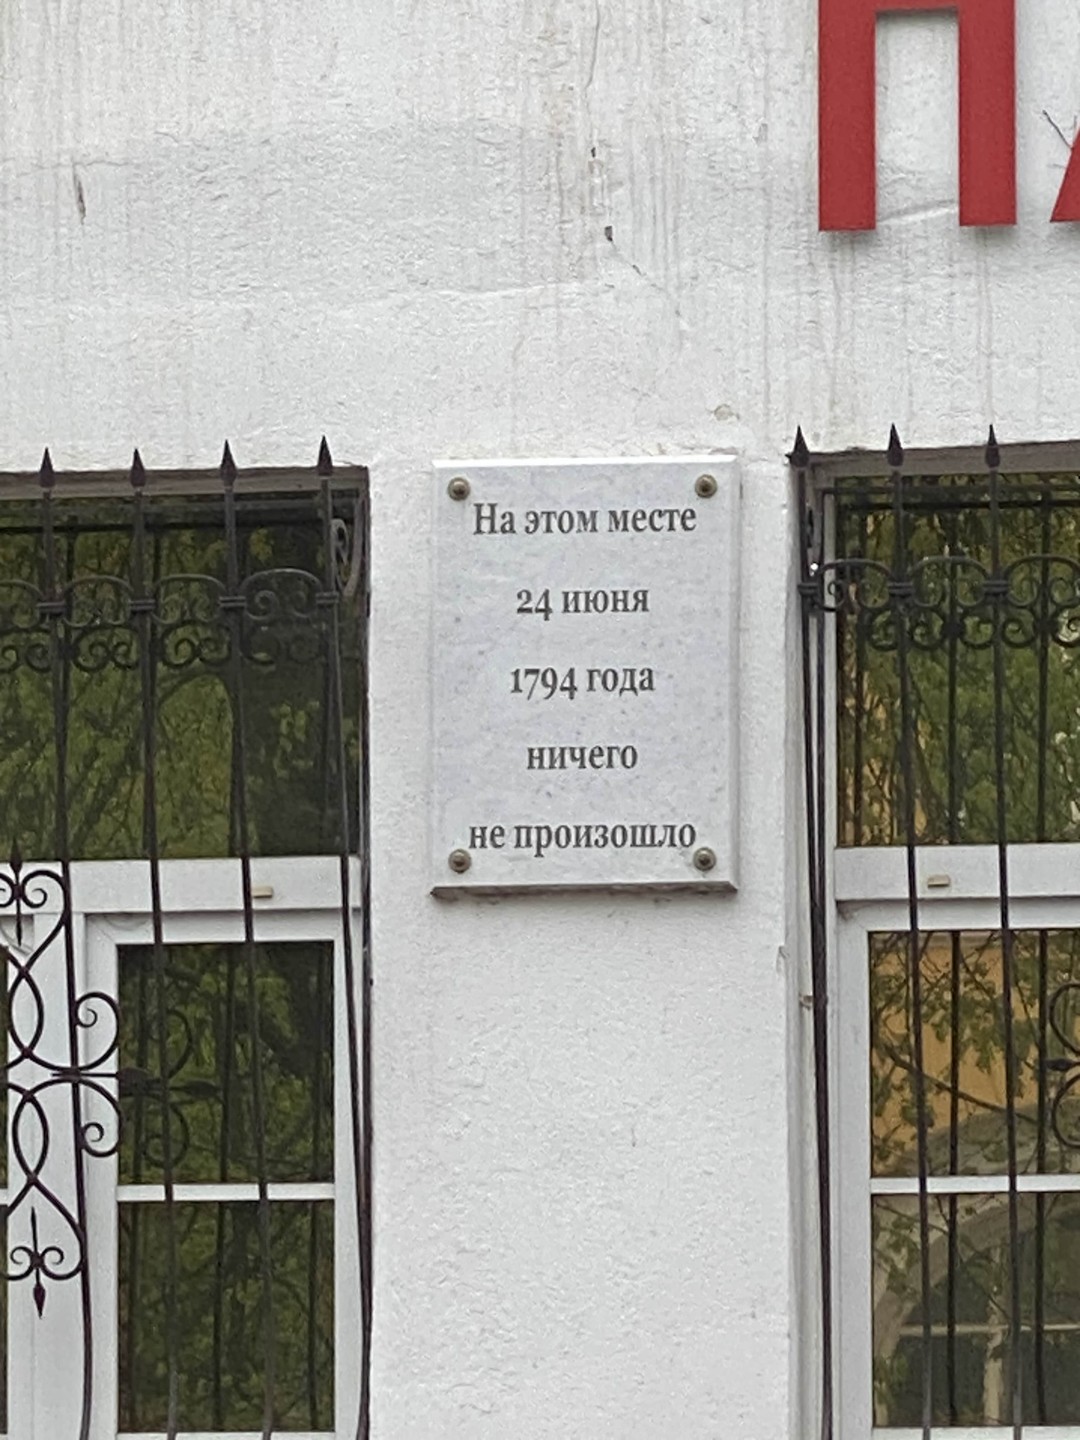 П
На этом месте
24 июня
1794 года
ничего
не произошло